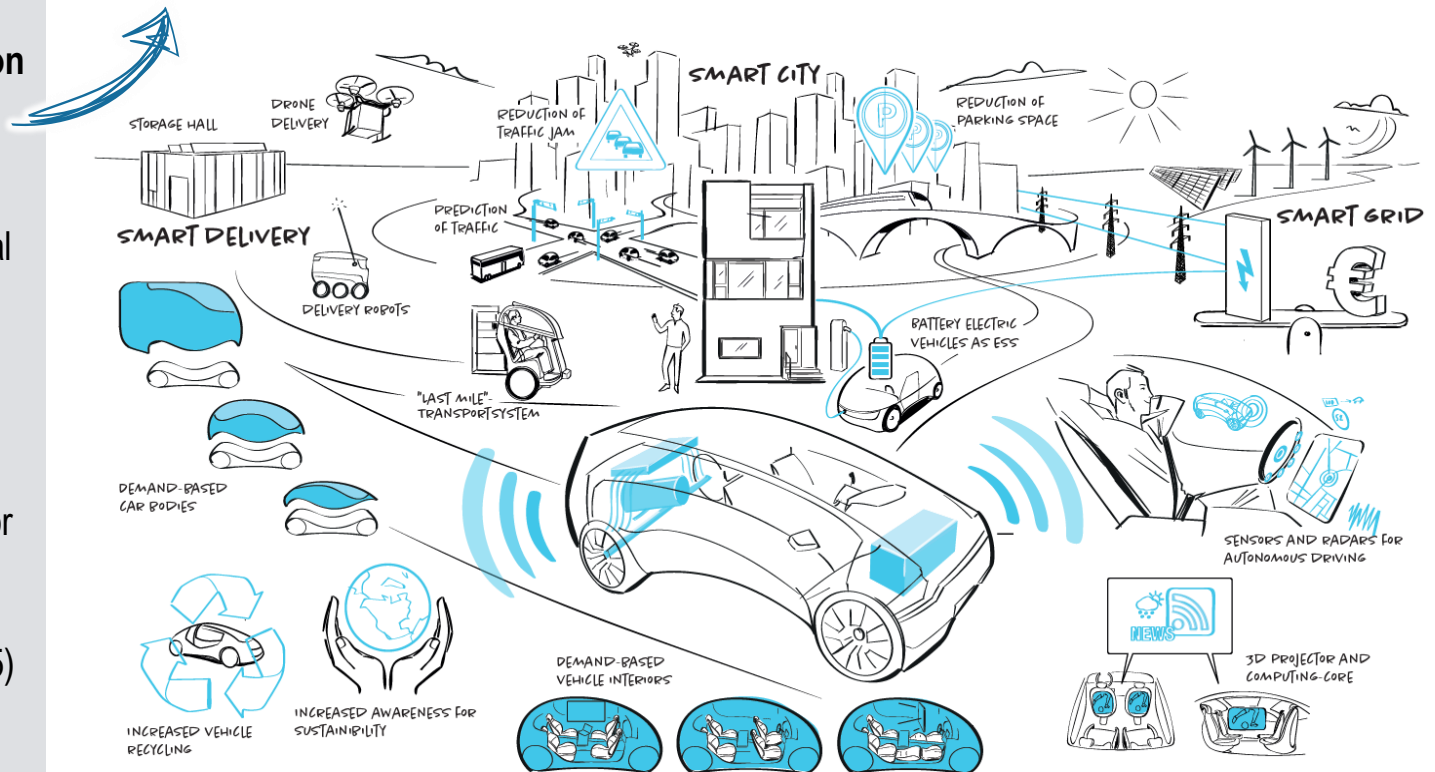 on
al
or
5)
SMART CITY
DRONE
DELIVERY
STORAGE HALL
REDUCTION OF
TRAFFIC JAM
P
REDUCTION OF
PARKING SPACE
PREDICTION
OF TRAFFIC
SMART DELIVERY
SMART GRID
€
DELIVERY ROBOTS
BATTERY ELECTRIC
VEHICLES AS ESS
"LAST MILE"-
TRANSPORTSYSTEM
DEMAND-BASED
CAR BODIES
SENSORS AND RADARS FOR
AUTONOMOUS DRIVING
NEWS
3D PROJECTOR AND
COMPUTING-CORE
DEMAND-BASED
VEHICLE INTERIORS
INCREASED AWARENESS FOR
SUSTAINIBILITY
INCREASED VEHICLE
RECYCLING